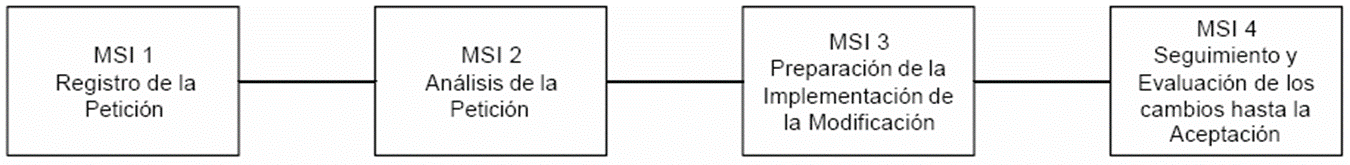 MSI 1
Registro de la
Petición
MSI 2
Análisis de la
Petición
MSI 3
Preparación de la
Implementación de
la Modificación
MSI 4
Seguimiento y
Evaluación de los
cambios hasta la
Aceptación